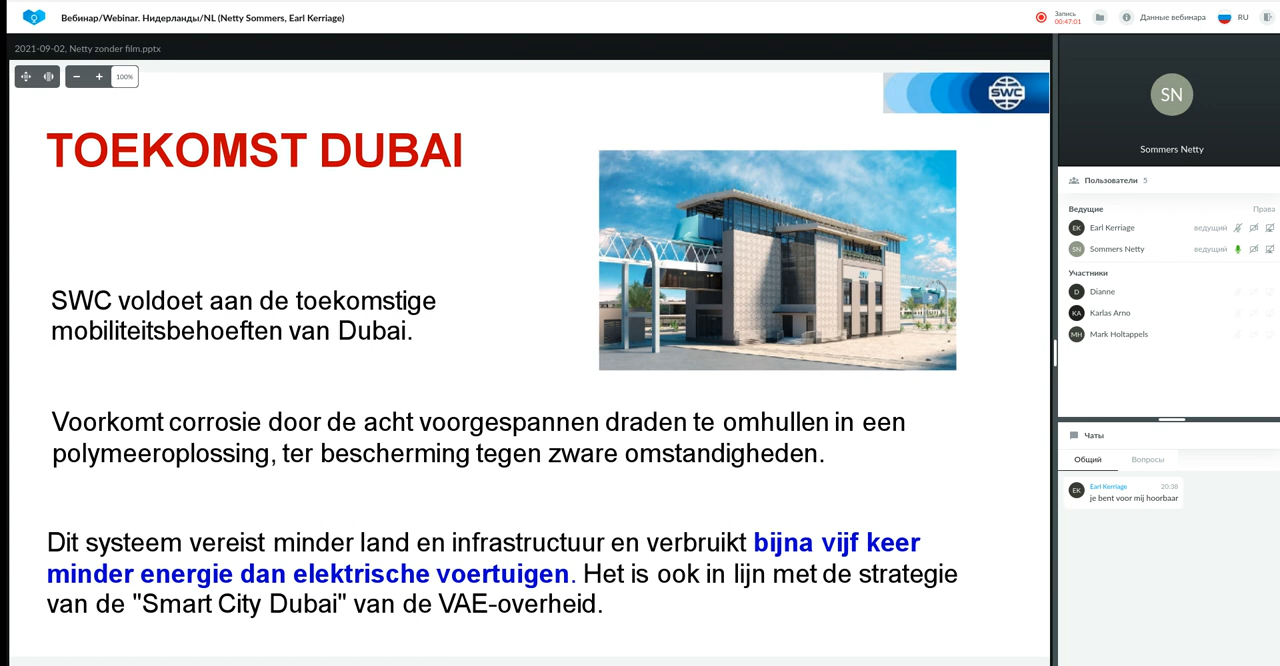 Вебинар/Webinar. Нидерланды/NL (Netty Sommers, Earl Kerriage)
Запись
00:47:01
Данные вебинара
RU
2021-09-02, Netty zonder film.pptx
100%
SWC
TOEKOMST DUBAI
SWC voldoet aan de toekomstige
mobiliteitsbehoeften van Dubai.
Voorkomt corrosie door de acht voorgespannen draden te omhullen in een
polymeeroplossing, ter bescherming tegen zware omstandigheden.
Dit systeem vereist minder land en infrastructuur en verbruikt bijna vijf keer
minder energie dan elektrische voertuigen. Het is ook in lijn met de strategie
van de "Smart City Dubai" van de VAE-overheid.
SN
Sommers Netty
Пользователи 5
Ведущие Права
EK Earl Kerriage ведущий
SN Sommers Netty ведущий
Участники
D Dianne
KA Karlas Arno
MH Mark Holtappels
Чаты
Общий Вопросы
EK Earl Kerriage 20:38
je bent voor mij hoorbaar